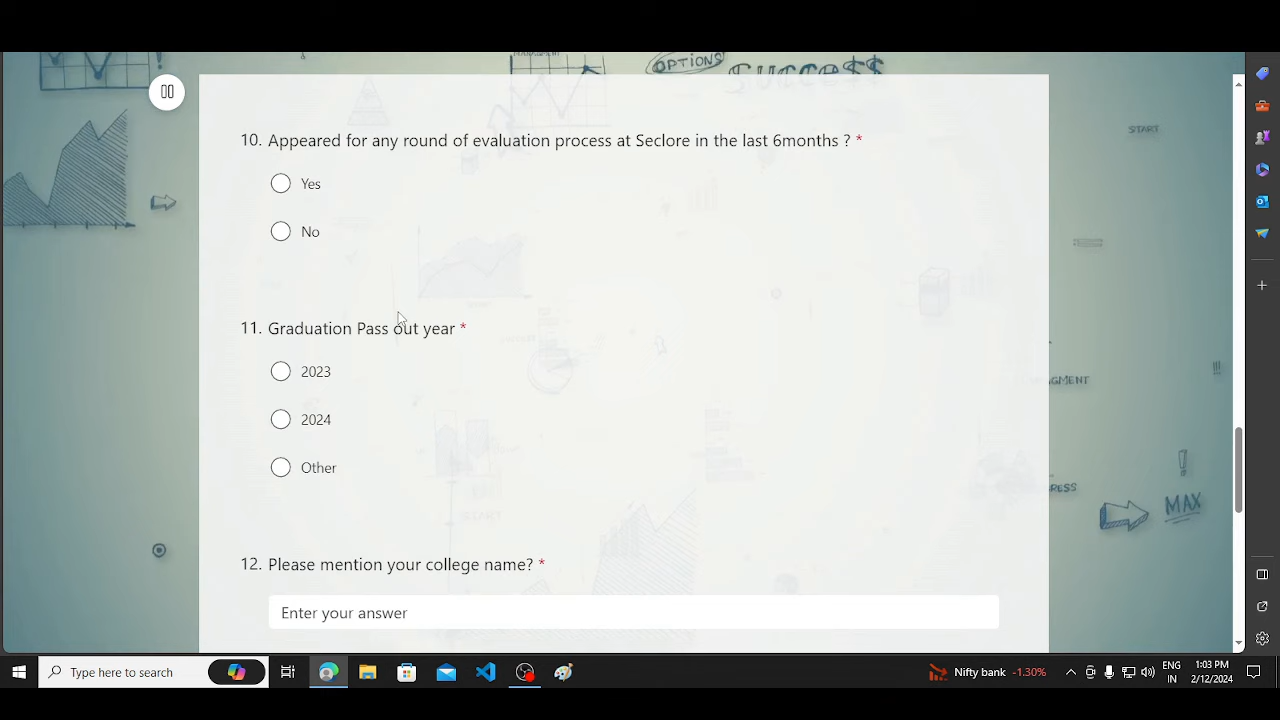 OPTIONS
SUCCE$$
START
10. Appeared for any round of evaluation process at Seclore in the last 6months ? *
Yes
No
11. Graduation Pass out year *
2023
2024
Other
START
!!!
!
MAX
12. Please mention your college name? *
Enter your answer
Type here to search
Nifty bank -1.30%
ENG
IN
1:03 PM
2/12/2024